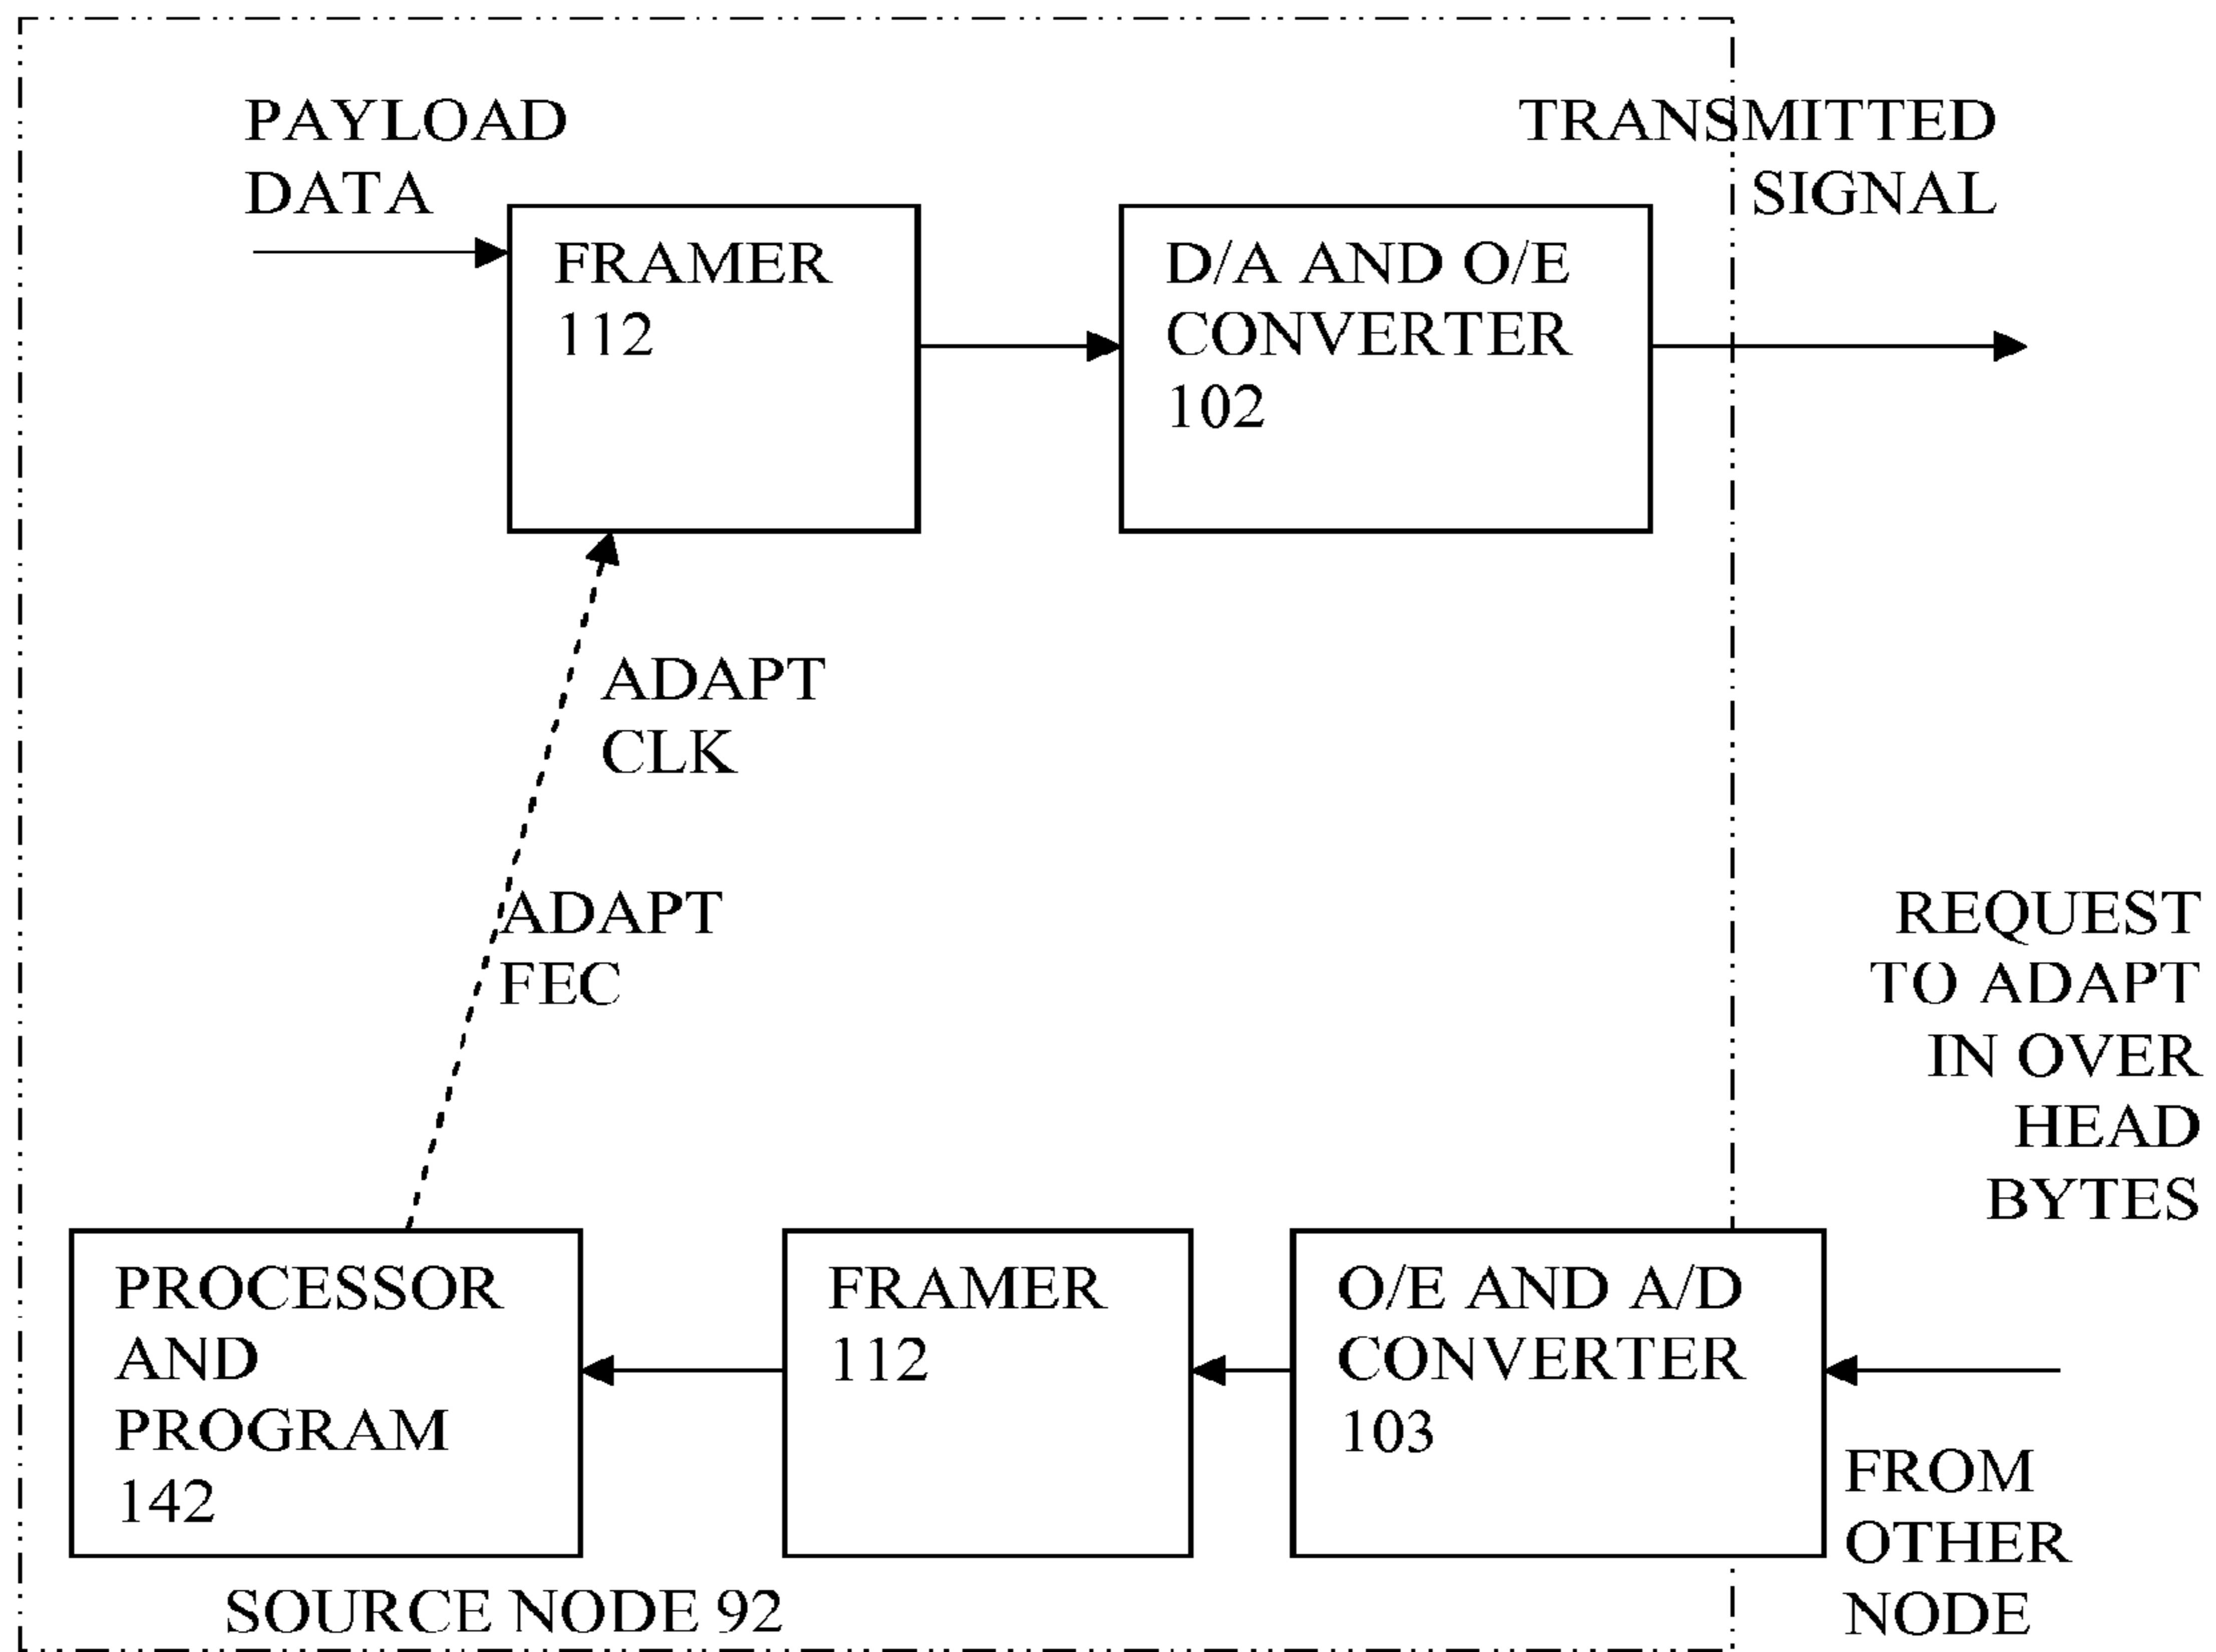 PAYLOAD
DATA
TRANSMITTED
SIGNAL
FRAMER
112
D/A AND O/E
CONVERTER
102
ADAPT
CLK
ADAPT
FEC
REQUEST
TO ADAPT
IN OVER
HEAD
BYTES
PROCESSOR
AND
PROGRAM
142
FRAMER
112
O/E AND A/D
CONVERTER
103
FROM
OTHER
NODE
SOURCE NODE 92